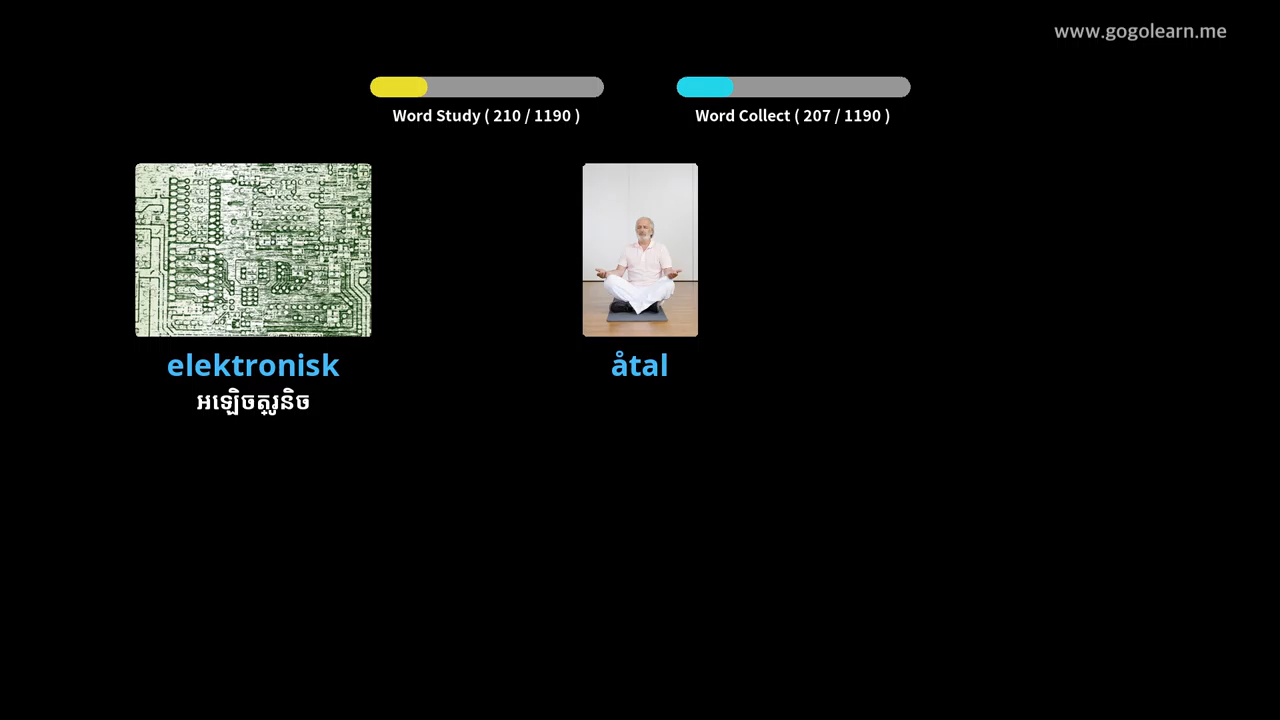 www.gogolearn.me
Word Study ( 210 / 1190 )
Word Collect ( 207 / 1190 )
elektronisk
អឡិចត្រូនិច
åtal